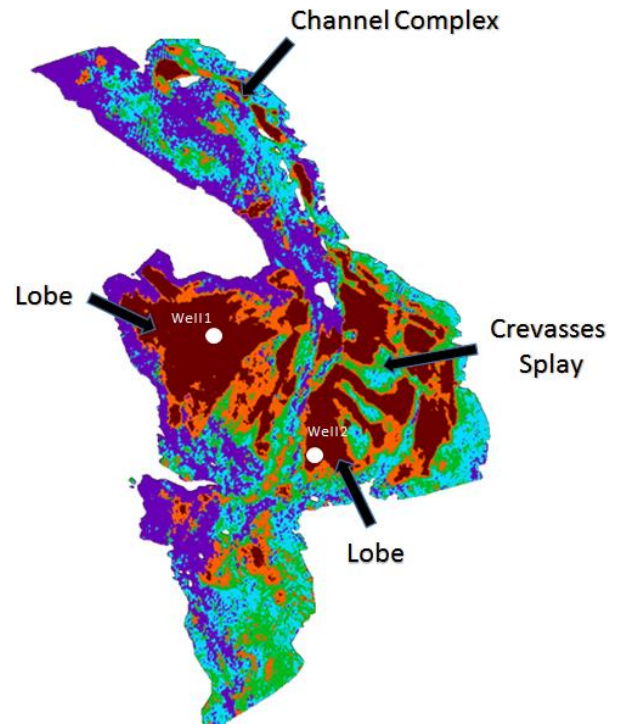 Channel Complex
Lobe
Well1
Crevasses
Splay
Well2
Lobe